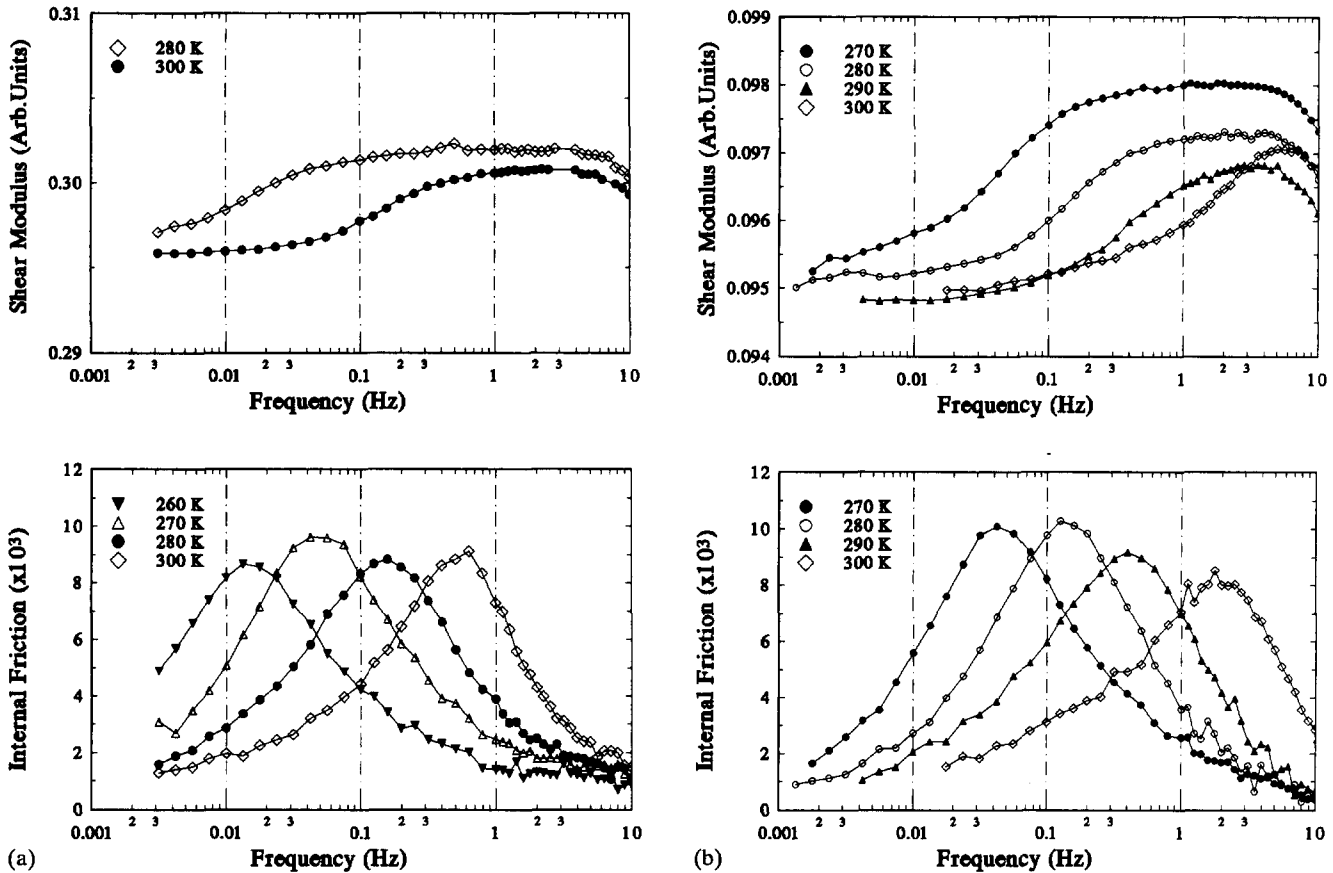 0.31
0.30
0.29
Shear Modulus (Arb.Units)
280 K
300 K
0.001 2 3 0.01 2 3 0.1 2 3 1 2 3 10
Frequency (Hz)
0.099
0.098
0.097
0.096
0.095
0.094
Shear Modulus (Arb.Units)
270 K
280 K
290 K
300 K
0.001 2 3 0.01 2 3 0.1 2 3 1 2 3 10
Frequency (Hz)
12
10
8
6
4
2
0
Internal Friction (x10³)
260 K
270 K
280 K
300 K
0.001 2 3 0.01 2 3 0.1 2 3 1 2 3 10
(a) Frequency (Hz)
12
10
8
6
4
2
0
Internal Friction (x10³)
270 K
280 K
290 K
300 K
0.001 2 3 0.01 2 3 0.1 2 3 1 2 3 10
(b) Frequency (Hz)